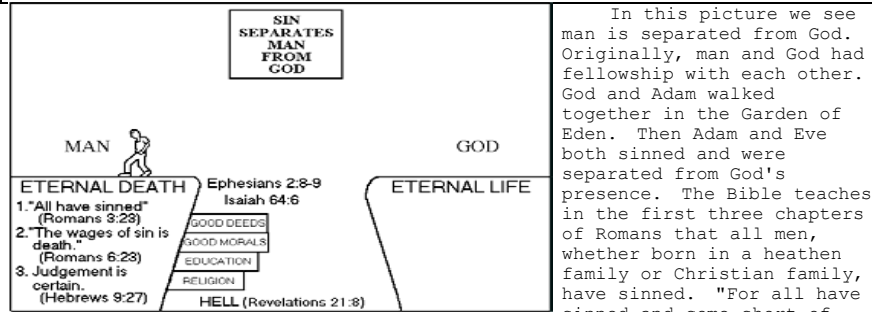 SIN
SEPARATES
MAN
FROM
GOD
MAN
GOD
ETERNAL DEATH
1."All have sinned"
(Romans 3:23)
2."The wages of sin is
death."
(Romans 6:23)
3. Judgement is
certain.
(Hebrews 9:27)
Ephesians 2:8-9
Isaiah 64:6
GOOD DEEDS
GOOD MORALS
EDUCATION
RELIGION
HELL (Revelations 21:8)
ETERNAL LIFE
In this picture we see
man is separated from God.
Originally, man and God had
fellowship with each other.
God and Adam walked
together in the Garden of
Eden. Then Adam and Eve
both sinned and were
separated from God's
presence. The Bible teaches
in the first three chapters
of Romans that all men,
whether born in a heathen
family or Christian family,
have sinned. "For all have
sinned and come short of